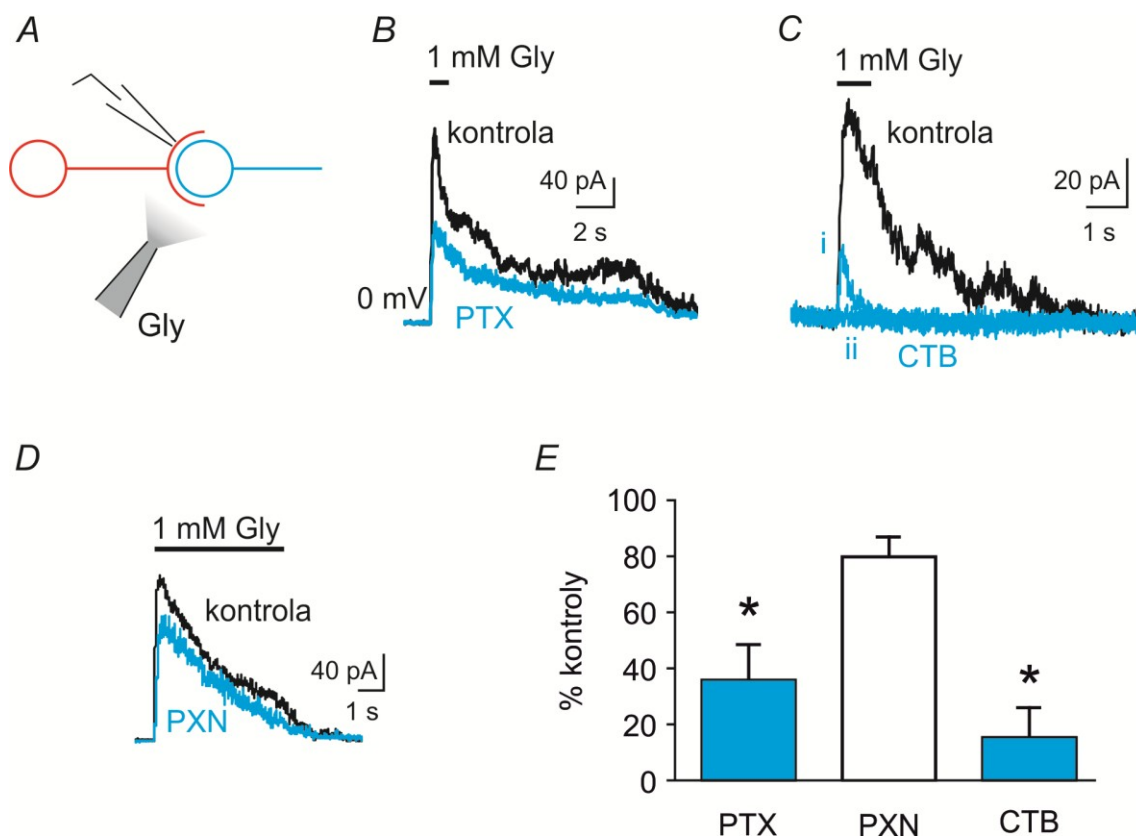 A
Gly
B
1 mM Gly
kontrola
40 pA
2 s
0 mV
PTX
C
1 mM Gly
kontrola
20 pA
1 s
i
ii
CTB
D
1 mM Gly
kontrola
40 pA
1 s
PXN
E
% kontroly
100
80
60
40
20
0
*
*
PTX PXN CTB